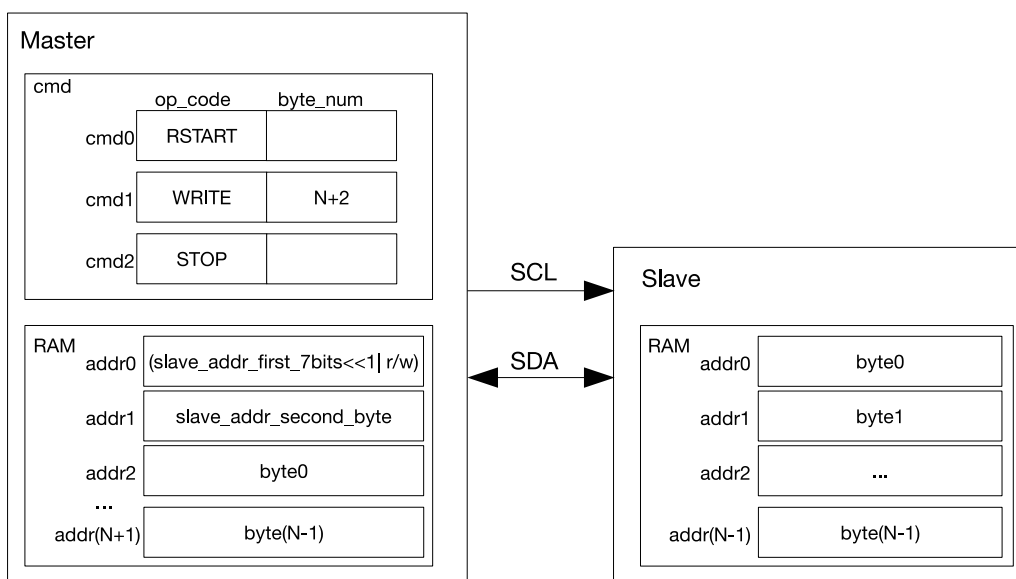 Master
cmd
op_code byte_num
cmd0 RSTART
cmd1 WRITE N+2
cmd2 STOP
RAM
addr0 (slave_addr_first_7bits<<1| r/w)
addr1 slave_addr_second_byte
addr2 byte0
...
addr(N+1) byte(N-1)
SCL
SDA
Slave
RAM
addr0 byte0
addr1 byte1
addr2 ...
addr(N-1) byte(N-1)